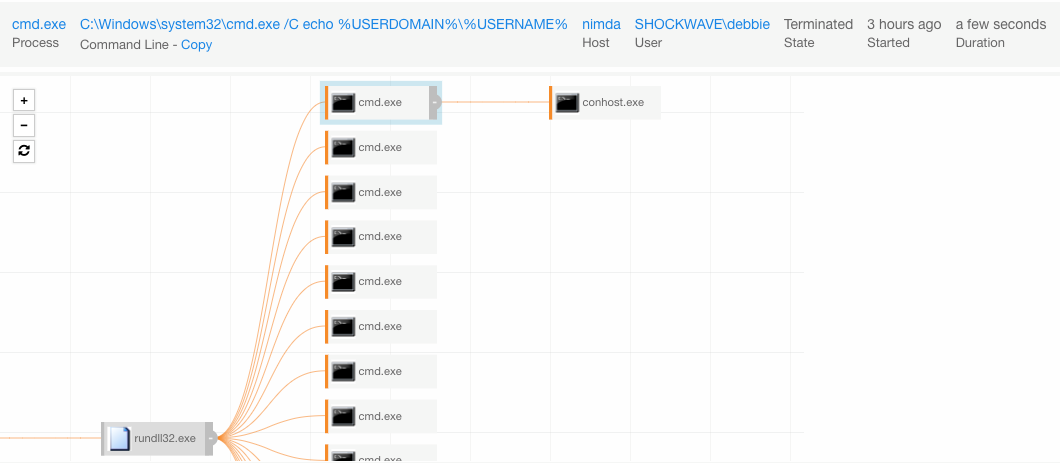 cmd.exe C:\Windows\system32\cmd.exe /C echo %USERDOMAIN%\%USERNAME% nimda SHOCKWAVE\debbie Terminated 3 hours ago a few seconds
Process Command Line - Copy Host User State Started Duration
+
−
cmd.exe conhost.exe
cmd.exe
cmd.exe
cmd.exe
cmd.exe
cmd.exe
cmd.exe
cmd.exe
rundll32.exe
cmd.exe